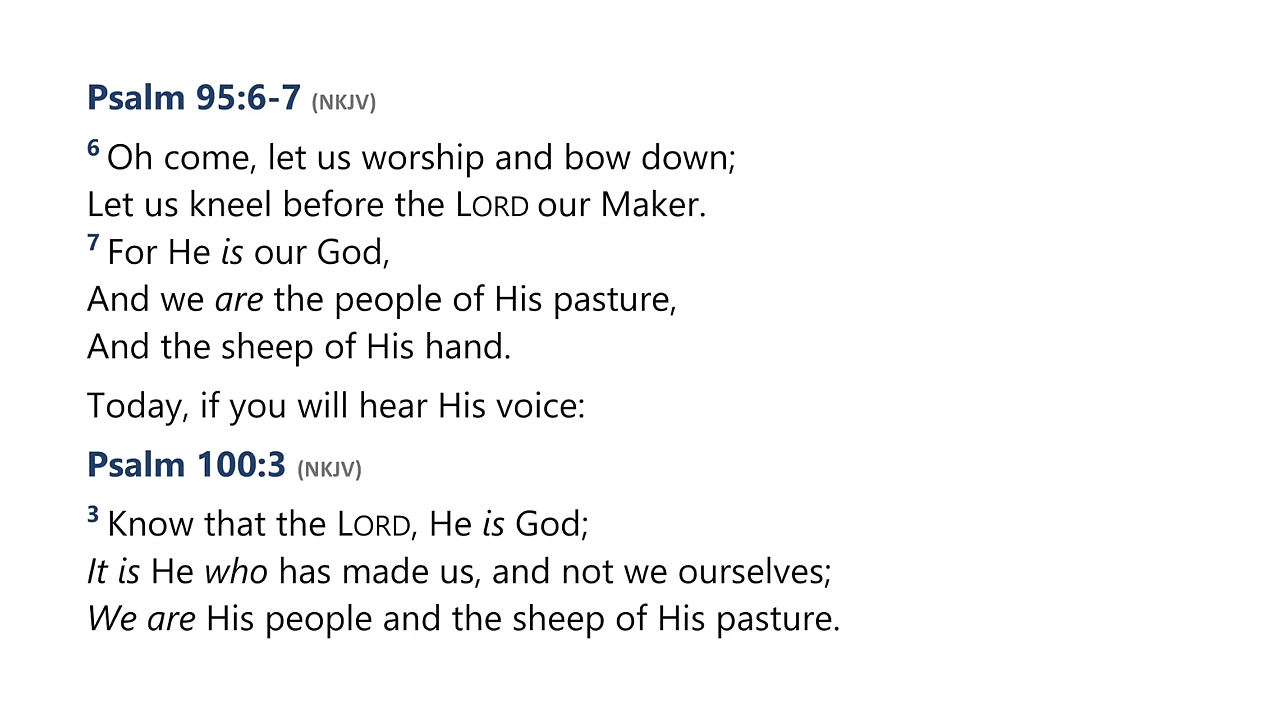 Psalm 95:6-7 (NKJV)
6 Oh come, let us worship and bow down;
Let us kneel before the LORD our Maker.
7 For He is our God,
And we are the people of His pasture,
And the sheep of His hand.
Today, if you will hear His voice:
Psalm 100:3 (NKJV)
3 Know that the LORD, He is God;
It is He who has made us, and not we ourselves;
We are His people and the sheep of His pasture.